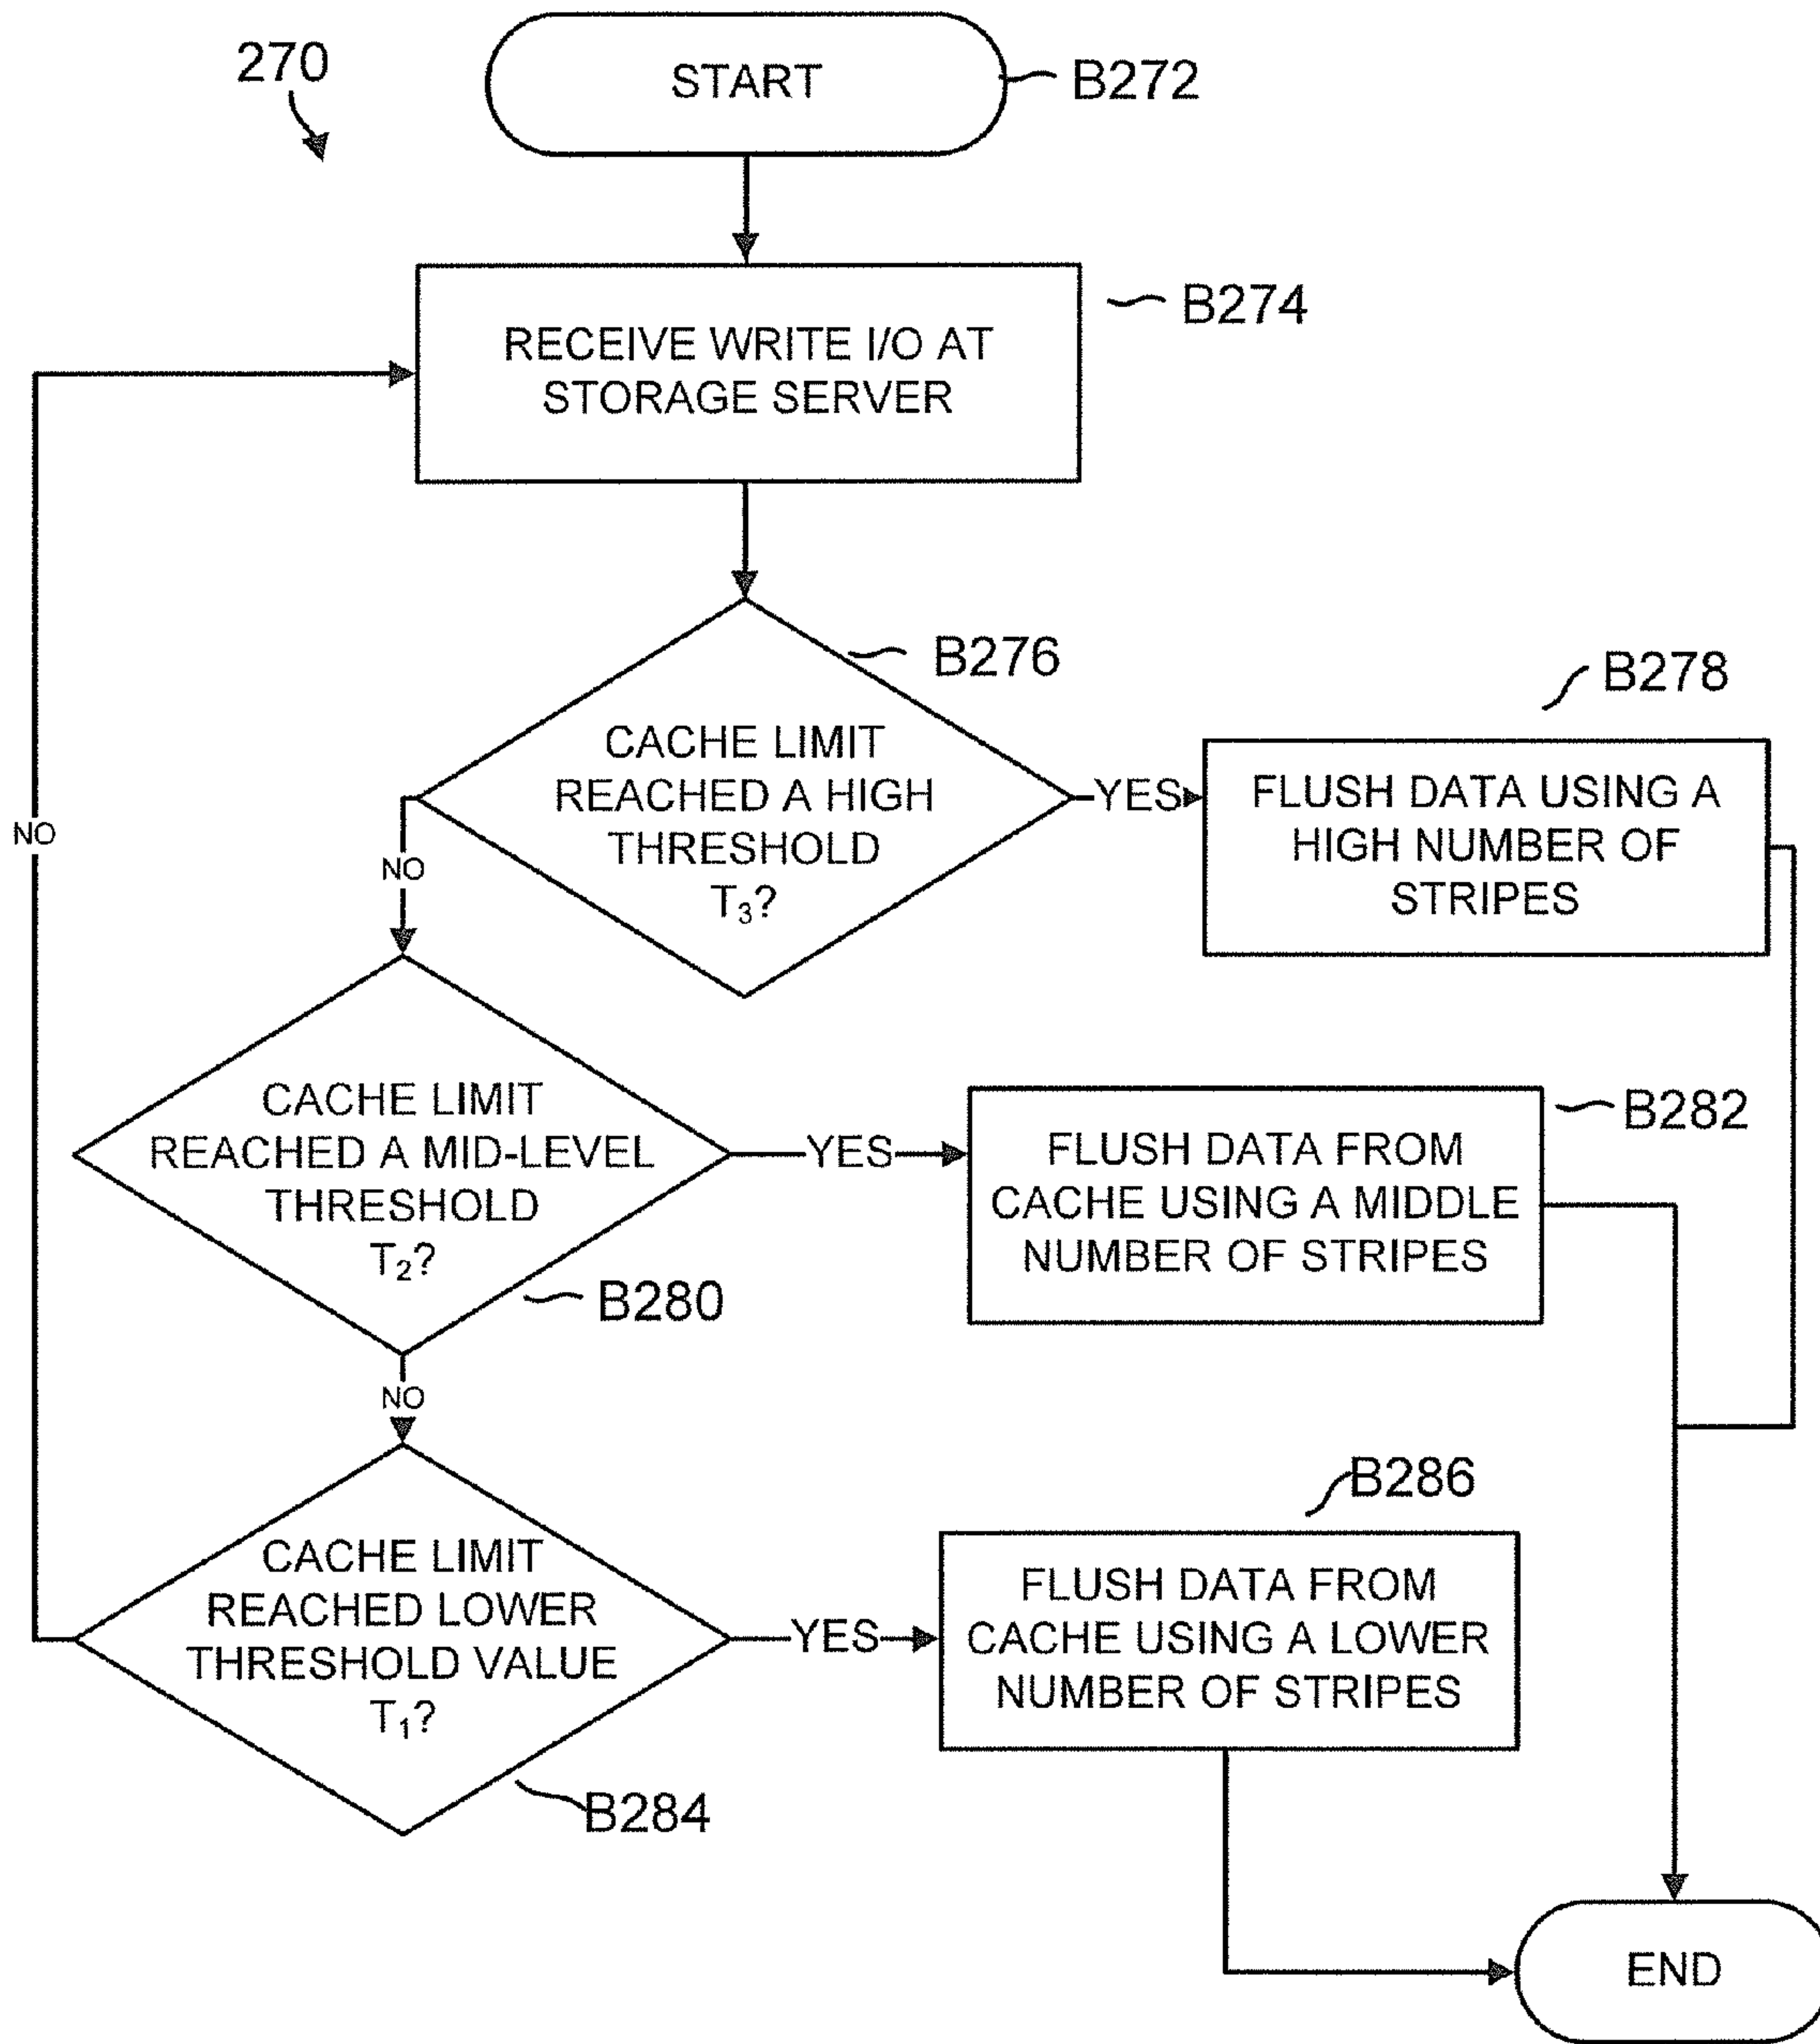 270
START
B272
RECEIVE WRITE I/O AT
STORAGE SERVER
B274
B276
CACHE LIMIT
REACHED A HIGH
THRESHOLD
T₃?
YES
B278
FLUSH DATA USING A
HIGH NUMBER OF
STRIPES
NO
NO
CACHE LIMIT
REACHED A MID-LEVEL
THRESHOLD
T₂?
B280
YES
B282
FLUSH DATA FROM
CACHE USING A MIDDLE
NUMBER OF STRIPES
NO
CACHE LIMIT
REACHED LOWER
THRESHOLD VALUE
T₁?
B284
YES
B286
FLUSH DATA FROM
CACHE USING A LOWER
NUMBER OF STRIPES
END